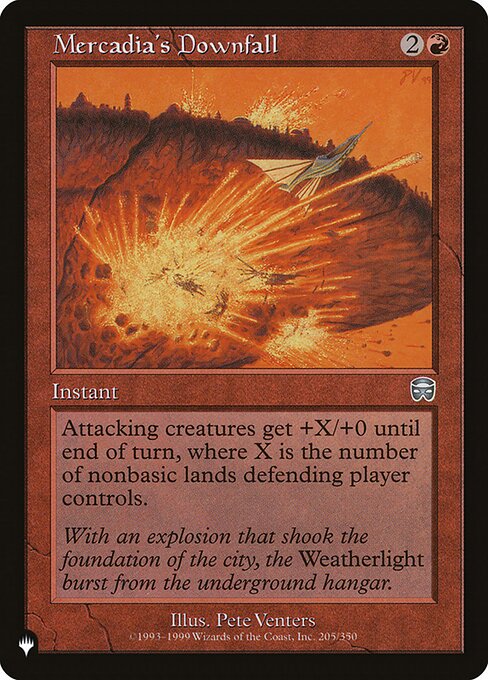 Mercadia's Downfall 2
PV 99
Instant
Attacking creatures get +X/+0 until
end of turn, where X is the number
of nonbasic lands defending player
controls.
With an explosion that shook the
foundation of the city, the Weatherlight
burst from the underground hangar.
Illus. Pete Venters
©1993–1999 Wizards of the Coast, Inc. 205/350